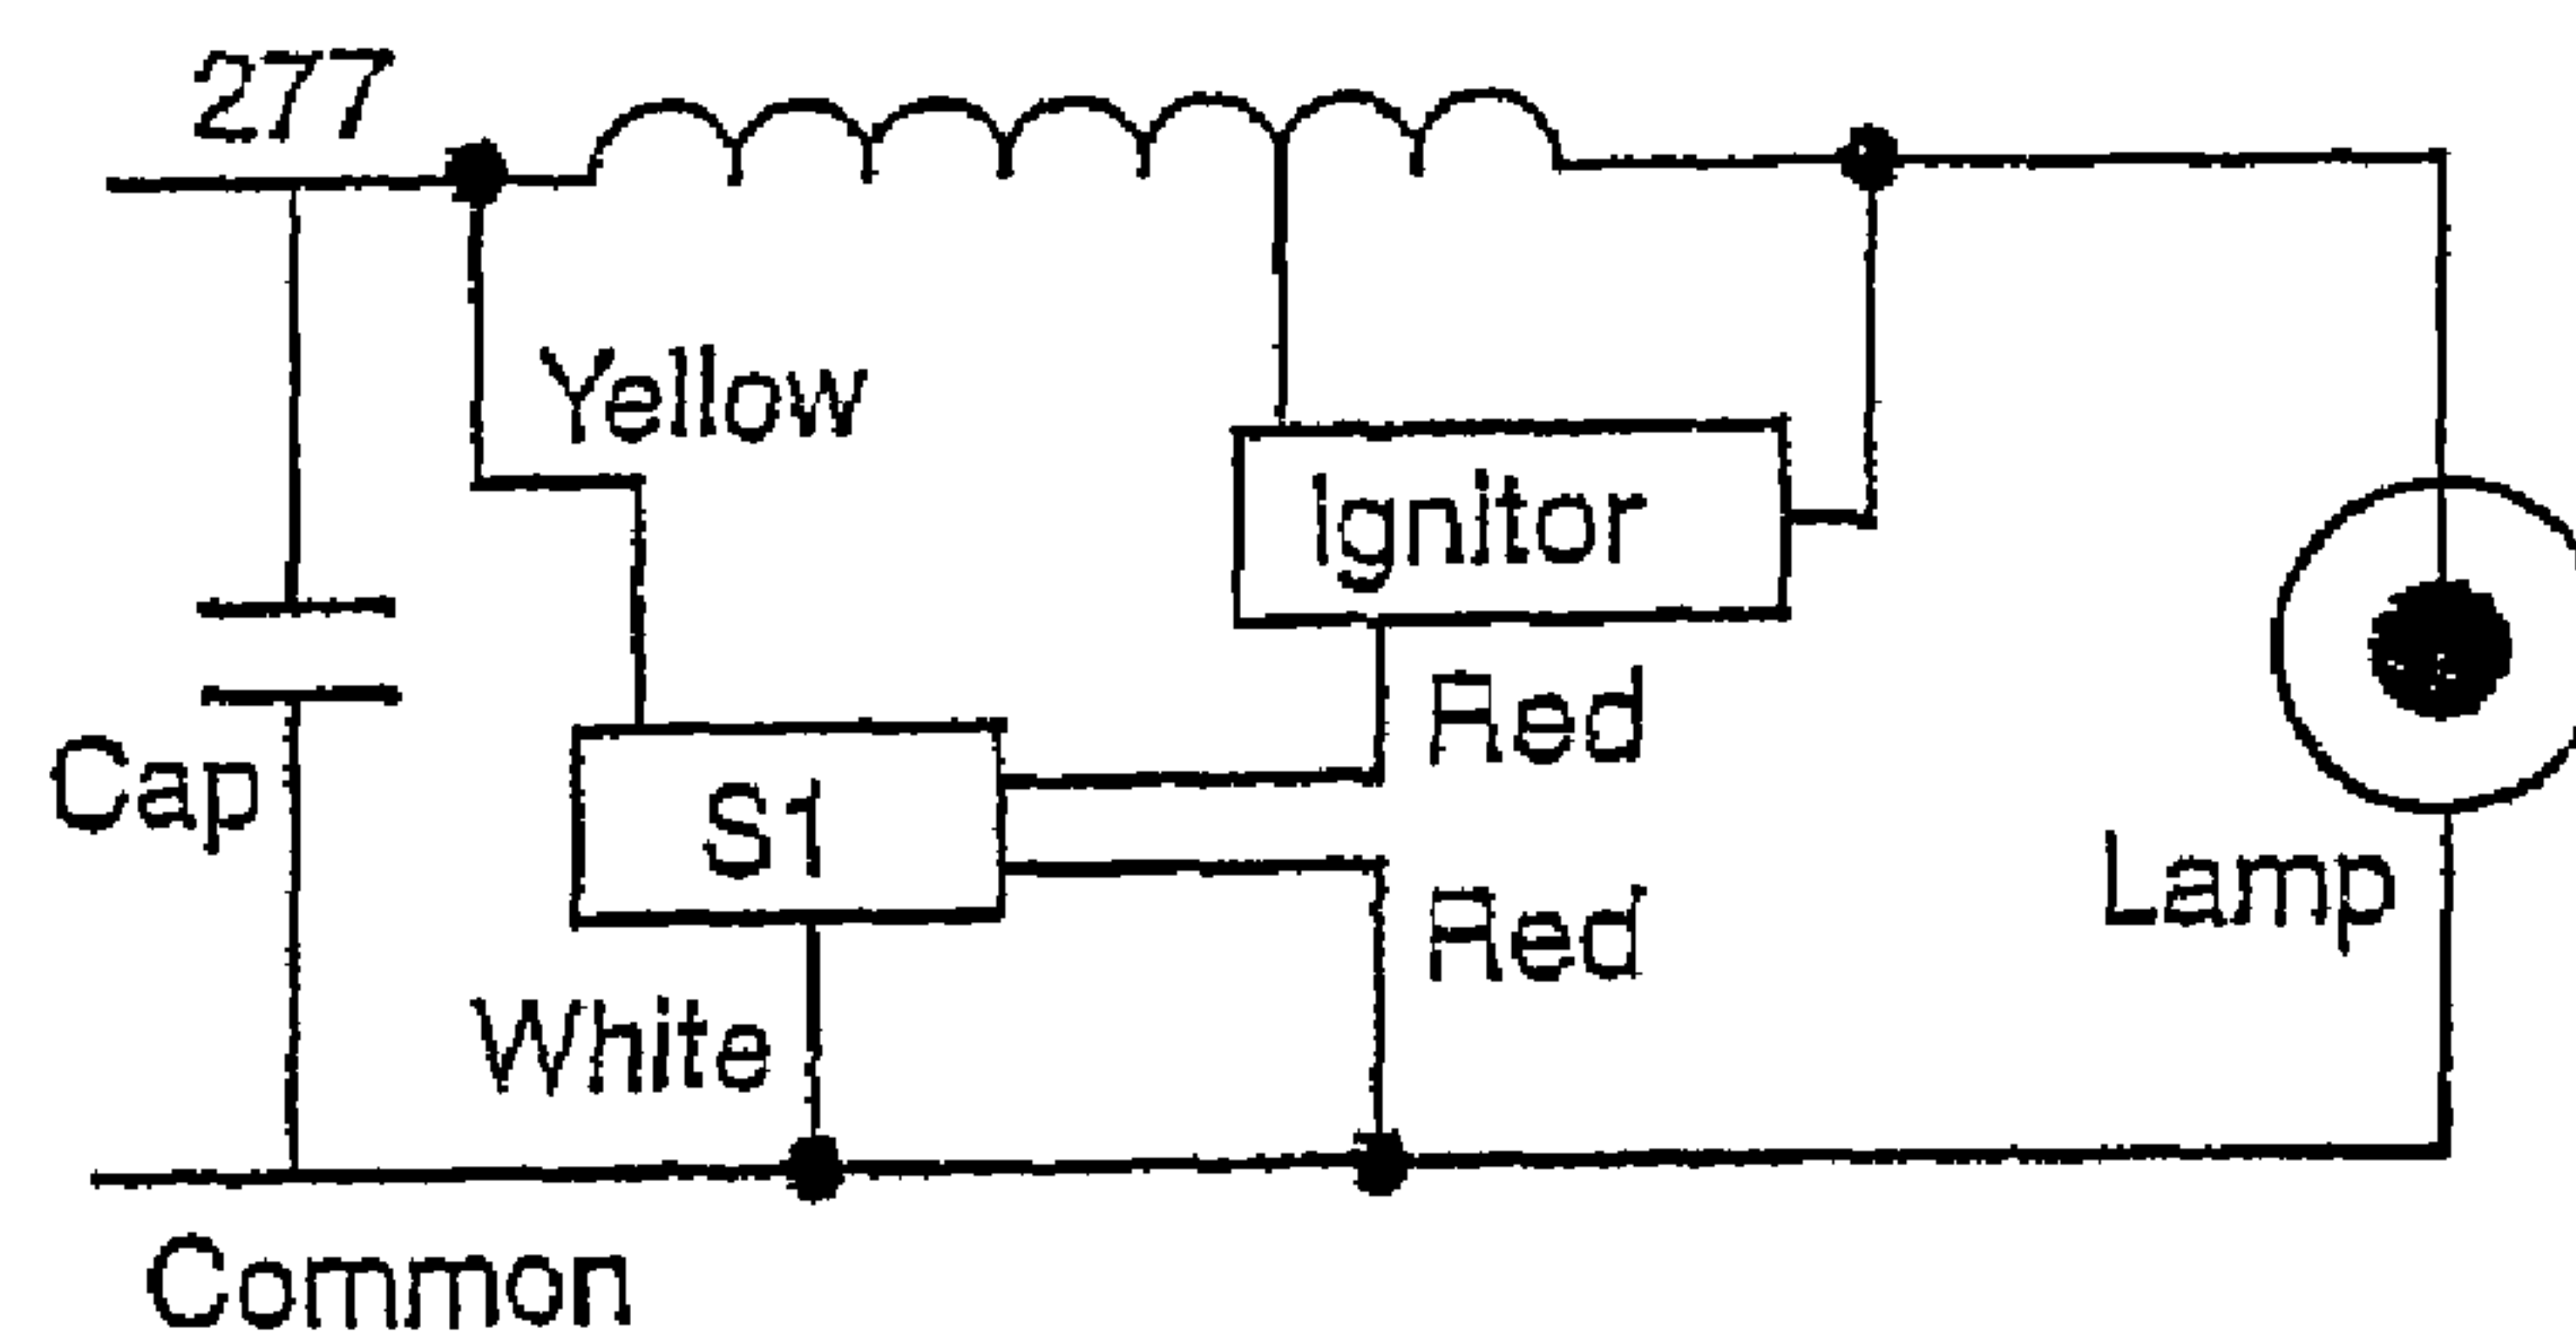 277
Yellow
Ignitor
Red
Cap
S1
Lamp
Red
White
Common